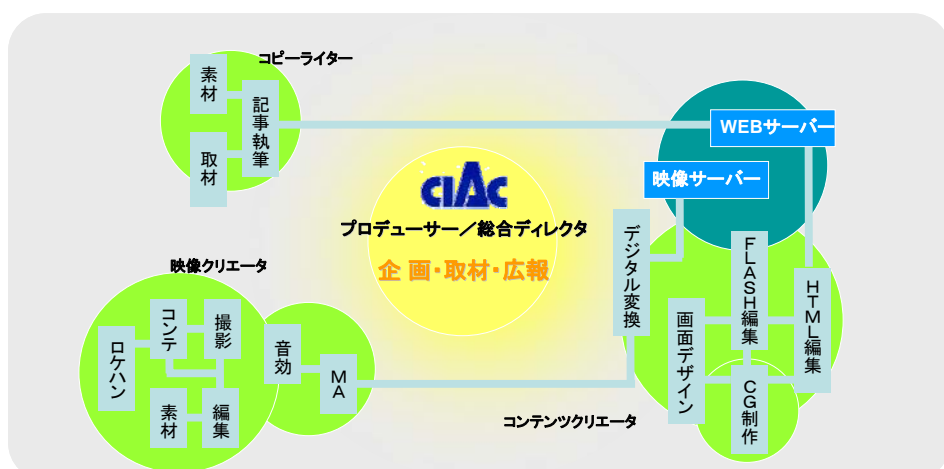 コピーライター
素材
取材
記事執筆
WEBサーバー
映像サーバー
CIAC
プロデューサー／総合ディレクタ
企画・取材・広報
映像クリエータ
ロケハン
コンテ
撮影
素材
編集
音効
MA
デジタル変換
画面デザイン
FLASH編集
HTML編集
CG制作
コンテンツクリエータ